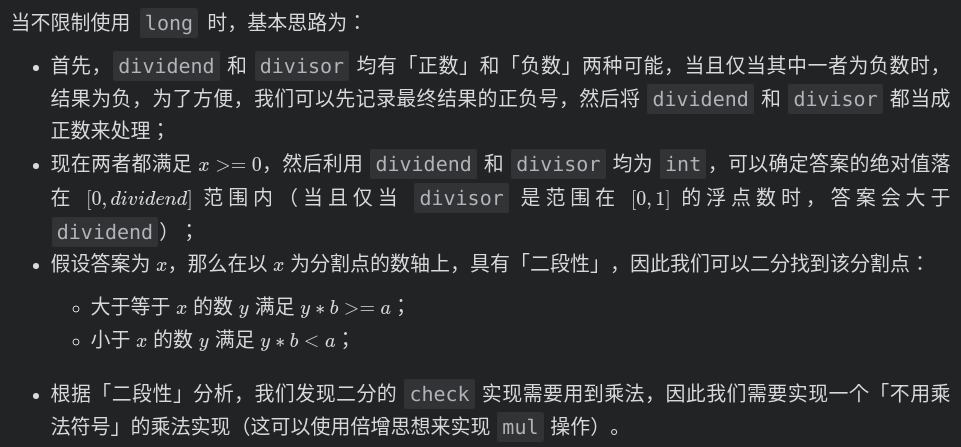 当不限制使用 long 时，基本思路为：
• 首先，dividend 和 divisor 均有「正数」和「负数」两种可能，当且仅当其中一者为负数时，
结果为负，为了方便，我们可以先记录最终结果的正负号，然后将 dividend 和 divisor 都当成
正数来处理；
• 现在两者都满足 x >= 0，然后利用 dividend 和 divisor 均为 int，可以确定答案的绝对值落
在 [0, dividend] 范围内（当且仅当 divisor 是范围在 [0, 1] 的浮点数时，答案会大于
dividend）；
• 假设答案为 x，那么在以 x 为分割点的数轴上，具有「二段性」，因此我们可以二分找到该分割点：
◦ 大于等于 x 的数 y 满足 y * b >= a；
◦ 小于 x 的数 y 满足 y * b < a；
• 根据「二段性」分析，我们发现二分的 check 实现需要用到乘法，因此我们需要实现一个「不用乘
法符号」的乘法实现（这可以使用倍增思想来实现 mul 操作）。